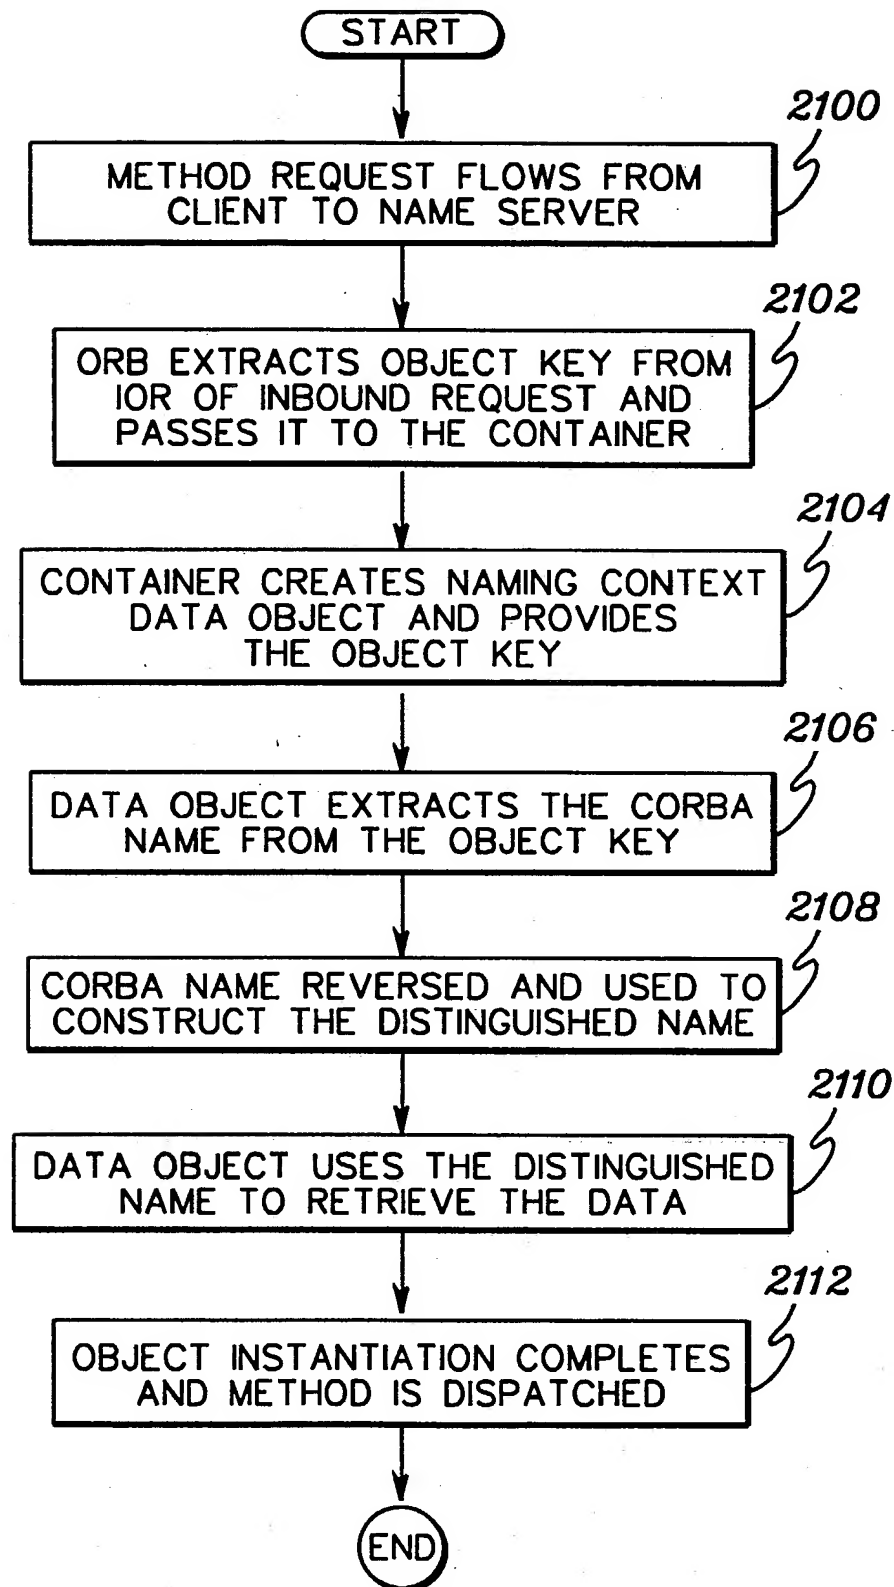 START
2100
METHOD REQUEST FLOWS FROM
CLIENT TO NAME SERVER
2102
ORB EXTRACTS OBJECT KEY FROM
IOR OF INBOUND REQUEST AND
PASSES IT TO THE CONTAINER
2104
CONTAINER CREATES NAMING CONTEXT
DATA OBJECT AND PROVIDES
THE OBJECT KEY
2106
DATA OBJECT EXTRACTS THE CORBA
NAME FROM THE OBJECT KEY
2108
CORBA NAME REVERSED AND USED TO
CONSTRUCT THE DISTINGUISHED NAME
2110
DATA OBJECT USES THE DISTINGUISHED
NAME TO RETRIEVE THE DATA
2112
OBJECT INSTANTIATION COMPLETES
AND METHOD IS DISPATCHED
END